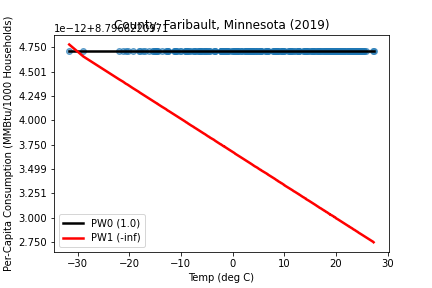 County: Faribault, Minnesota (2019)
1e−12+8.7966220971
Per-Capita Consumption (MMBtu/1000 Households)
4.750
4.501
4.249
4.000
3.750
3.499
3.251
3.000
2.750
PW0 (1.0)
PW1 (-inf)
−30 −20 −10 0 10 20 30
Temp (deg C)